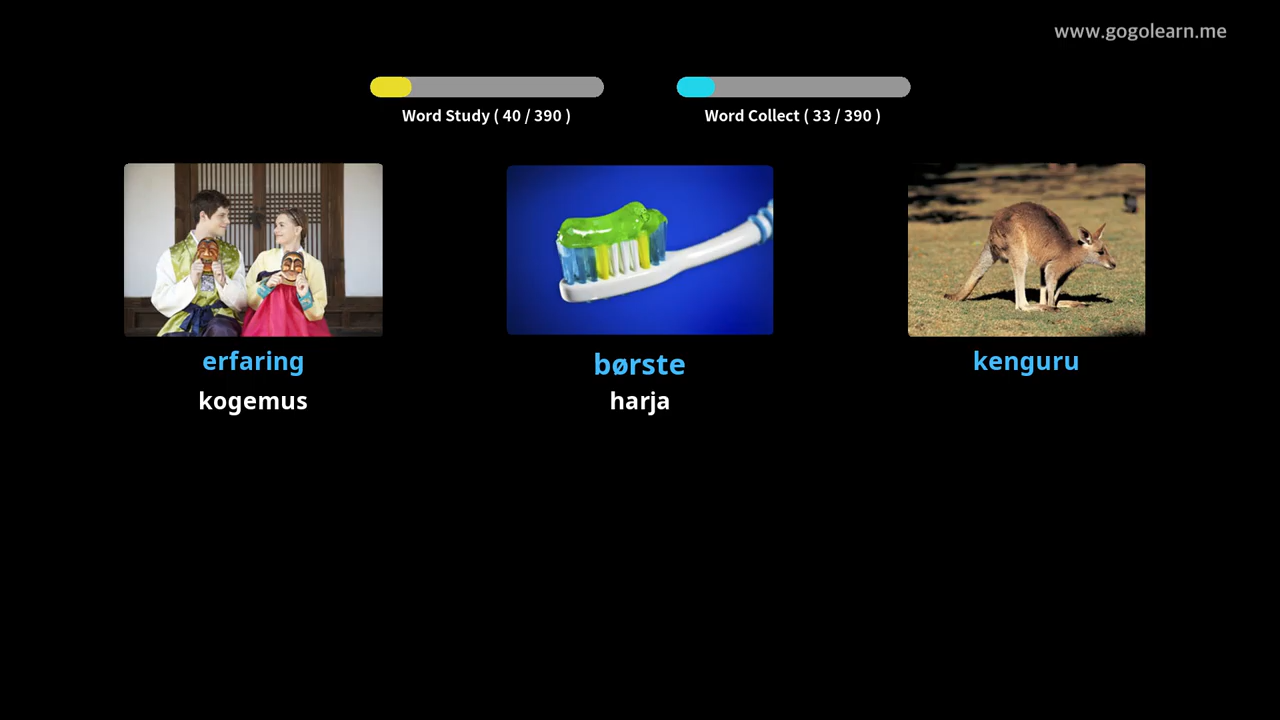 www.gogolearn.me
Word Study ( 40 / 390 )
Word Collect ( 33 / 390 )
erfaring
kogemus
børste
harja
kenguru